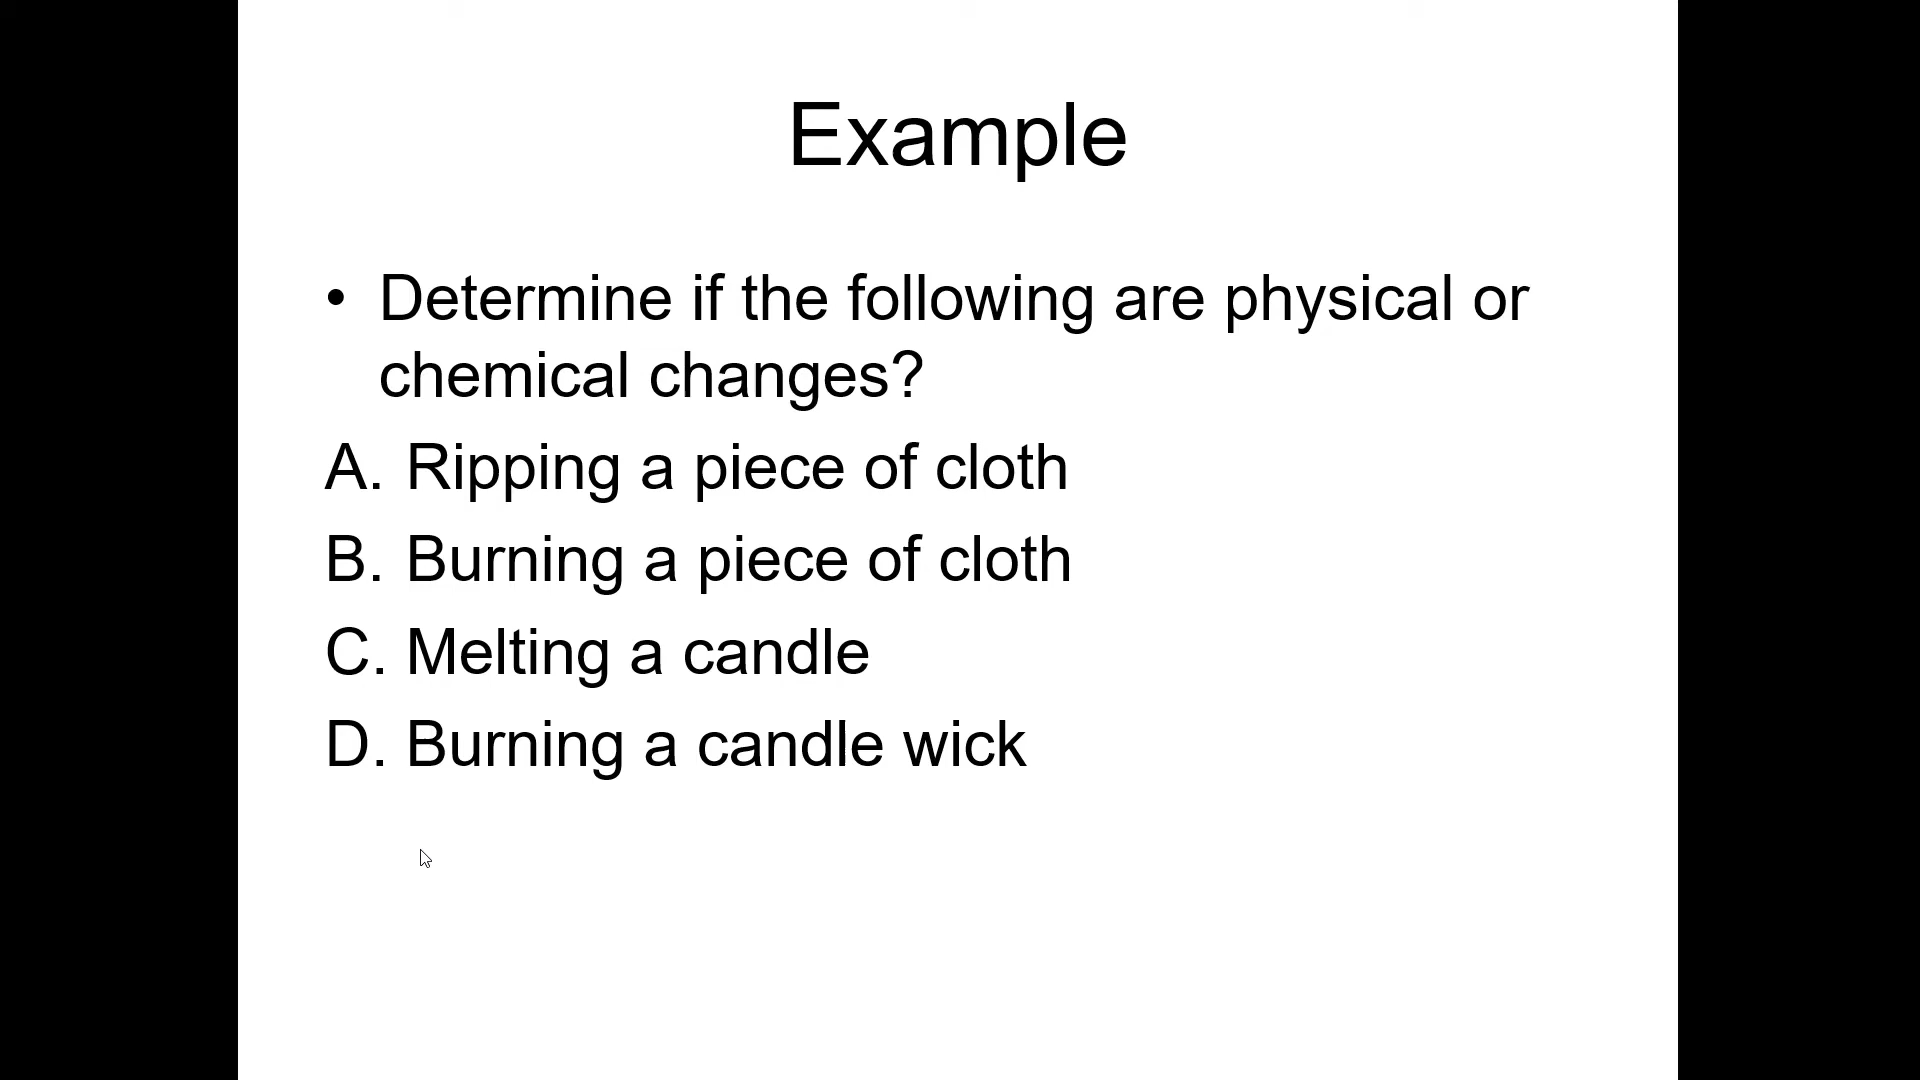 Example
• Determine if the following are physical or
chemical changes?
A. Ripping a piece of cloth
B. Burning a piece of cloth
C. Melting a candle
D. Burning a candle wick